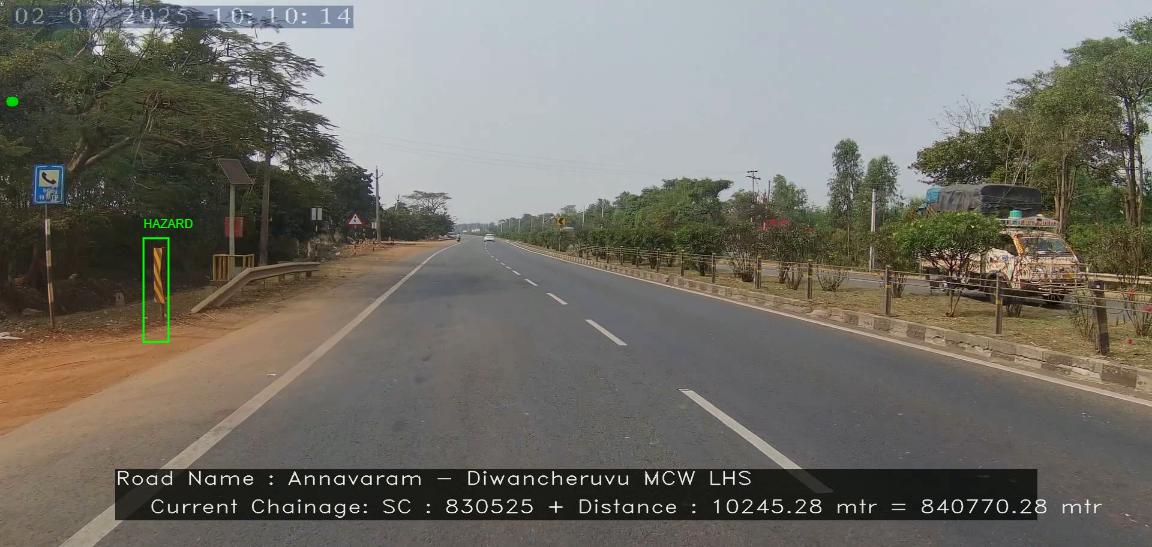 02 07 2025 10:10:14
HAZARD
Road Name : Annavaram - Diwancheruvu MCW LHS
Current Chainage: SC : 830525 + Distance : 10245.28 mtr = 840770.28 mtr